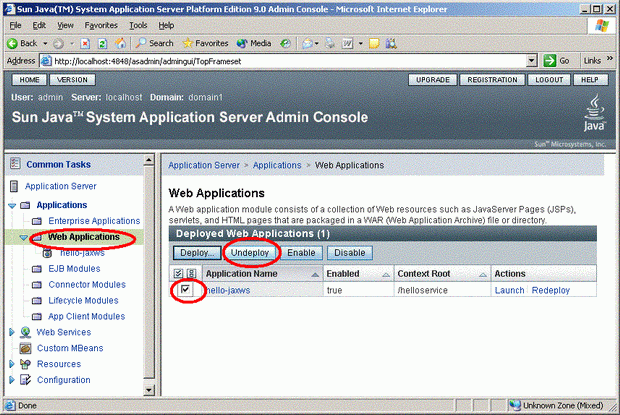 Sun Java(TM) System Application Server Platform Edition 9.0 Admin Console - Microsoft Internet Explorer
File Edit View Favorites Tools Help
Back Search Favorites Media
Address http://localhost:4848/asadmin/admingui/TopFrameset Go Links »
HOME VERSION UPGRADE REGISTRATION LOGOUT HELP
User: admin Server: localhost Domain: domain1
Sun Java™ System Application Server Admin Console
Java™
Sun™ Microsystems, Inc.
Common Tasks
Application Server
Applications
Enterprise Applications
Web Applications
hello-jaxws
EJB Modules
Connector Modules
Lifecycle Modules
App Client Modules
Web Services
Custom MBeans
Resources
Configuration
Application Server > Applications > Web Applications
Web Applications
A Web application module consists of a collection of Web resources such as JavaServer Pages (JSPs),
servlets, and HTML pages that are packaged in a WAR (Web Application Archive) file or directory.
Deployed Web Applications (1)
Deploy... Undeploy Enable Disable
Application Name Enabled Context Root Actions
hello-jaxws true /helloservice Launch Redeploy
Done Unknown Zone (Mixed)